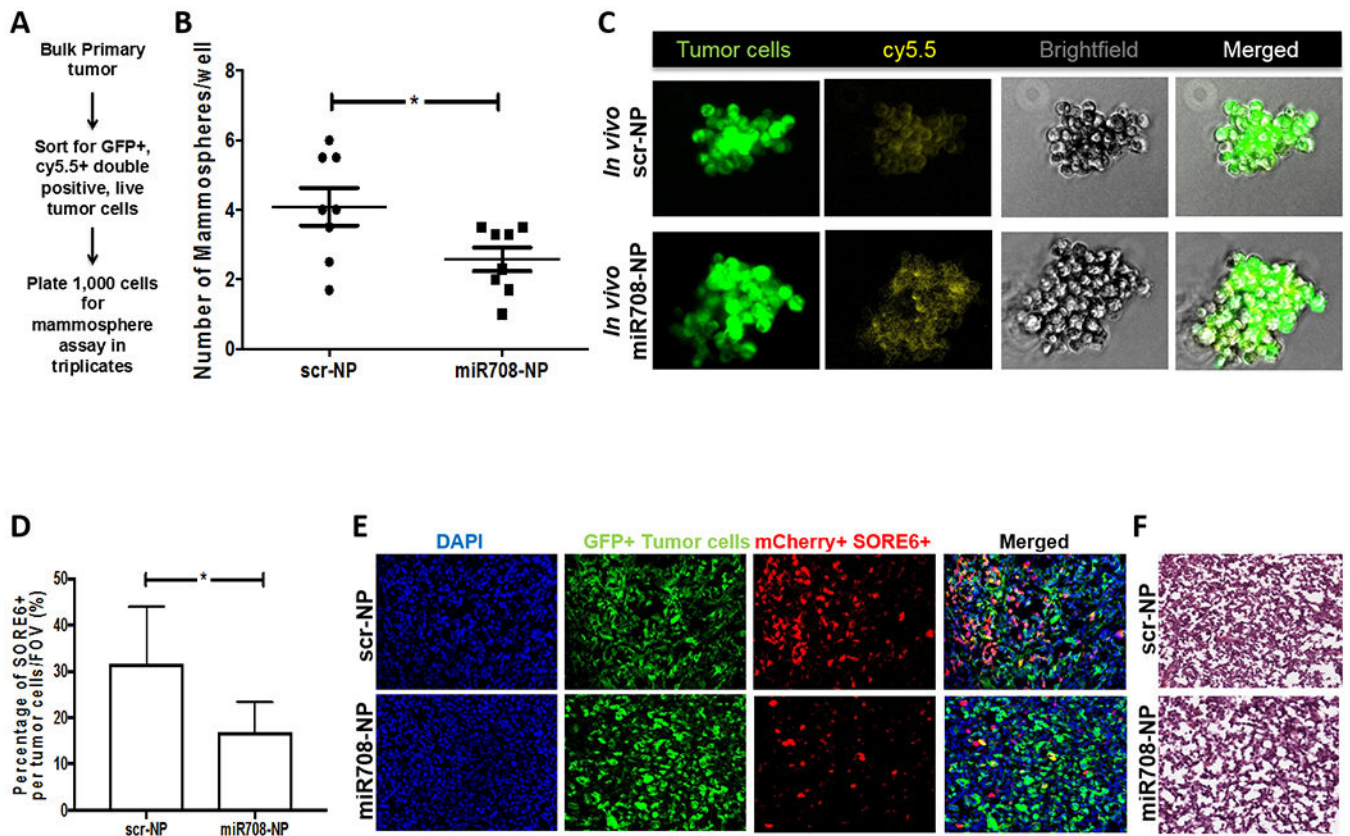 A
Bulk Primary
tumor
Sort for GFP+,
cy5.5+ double
positive, live
tumor cells
Plate 1,000 cells
for
mammosphere
assay in
triplicates
B
Number of Mammospheres/well
8
6
4
2
0
*
scr-NP
miR708-NP
C
Tumor cells
cy5.5
Brightfield
Merged
In vivo
scr-NP
In vivo
miR708-NP
D
Percentage of SORE6+
per tumor cells/FOV (%)
50
40
30
20
10
0
*
scr-NP
miR708-NP
E
DAPI
GFP+ Tumor cells
mCherry+ SORE6+
Merged
scr-NP
miR708-NP
F
scr-NP
miR708-NP